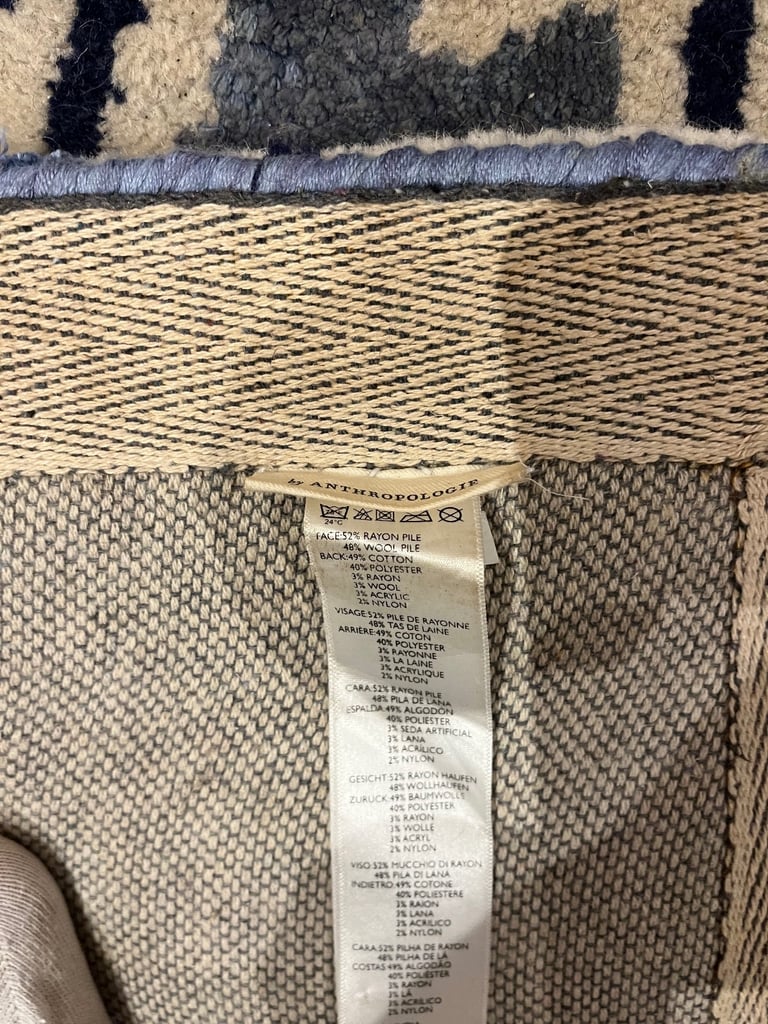 by ANTHROPOLOGIE
24°C
FACE:52% RAYON PILE
48% WOOL PILE
BACK:49% COTTON
40% POLYESTER
3% RAYON
3% WOOL
3% ACRYLIC
2% NYLON
VISAGE:52% PILE DE RAYONNE
48% TAS DE LAINE
ARRIÈRE:49% COTON
40% POLYESTER
3% RAYONNE
3% LA LAINE
3% ACRYLIQUE
2% NYLON
CARA:52% RAYON PILE
48% PILA DE LANA
ESPALDA:49% ALGODÓN
40% POLIÉSTER
3% SEDA ARTIFICIAL
3% LANA
3% ACRÍLICO
2% NYLON
GESICHT:52% RAYON HAUFEN
48% WOLLHAUFEN
ZURÜCK:49% BAUMWOLLE
40% POLYESTER
3% RAYON
3% WOLLE
3% ACRYL
2% NYLON
VISO:52% MUCCHIO DI RAYON
48% PILA DI LANA
INDIETRO:49% COTONE
40% POLIESTERE
3% RAION
3% LANA
3% ACRILICO
2% NYLON
CARA:52% PILHA DE RAYON
48% PILHA DE LÃ
COSTAS:49% ALGODÃO
40% POLIÉSTER
3% RAYON
3% LÃ
3% ACRÍLICO
2% NYLON